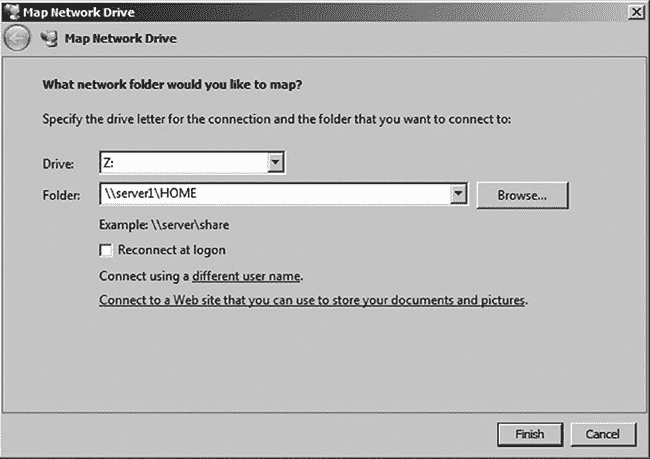 Map Network Drive
Map Network Drive
What network folder would you like to map?
Specify the drive letter for the connection and the folder that you want to connect to:
Drive: Z:
Folder: \\server1\HOME Browse...
Example: \\server\share
Reconnect at logon
Connect using a different user name.
Connect to a Web site that you can use to store your documents and pictures.
Finish Cancel